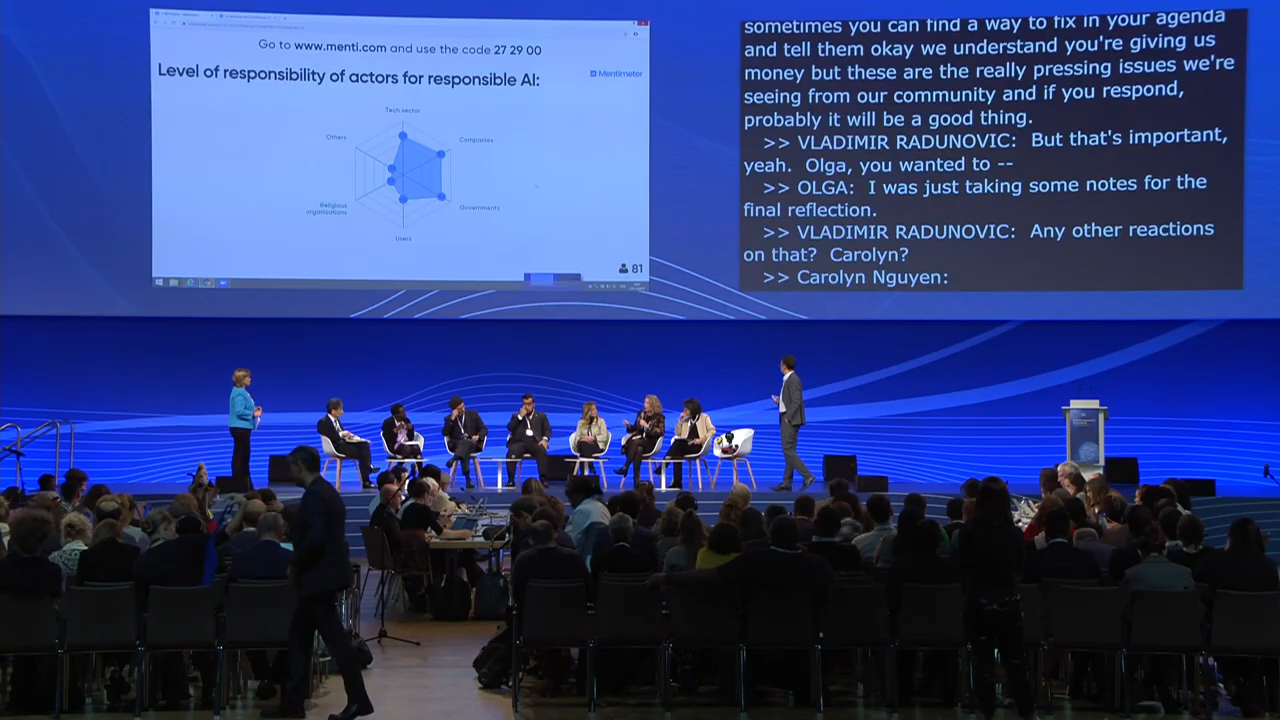 Go to www.menti.com and use the code 27 29 00
Level of responsibility of actors for responsible AI:
Mentimeter
Tech sector
Others
Companies
Religious
organisations
Governments
Users
81
sometimes you can find a way to fix in your agenda
and tell them okay we understand you're giving us
money but these are the really pressing issues we're
seeing from our community and if you respond,
probably it will be a good thing.
>> VLADIMIR RADUNOVIC: But that's important,
yeah. Olga, you wanted to --
>> OLGA: I was just taking some notes for the
final reflection.
>> VLADIMIR RADUNOVIC: Any other reactions
on that? Carolyn?
>> Carolyn Nguyen: